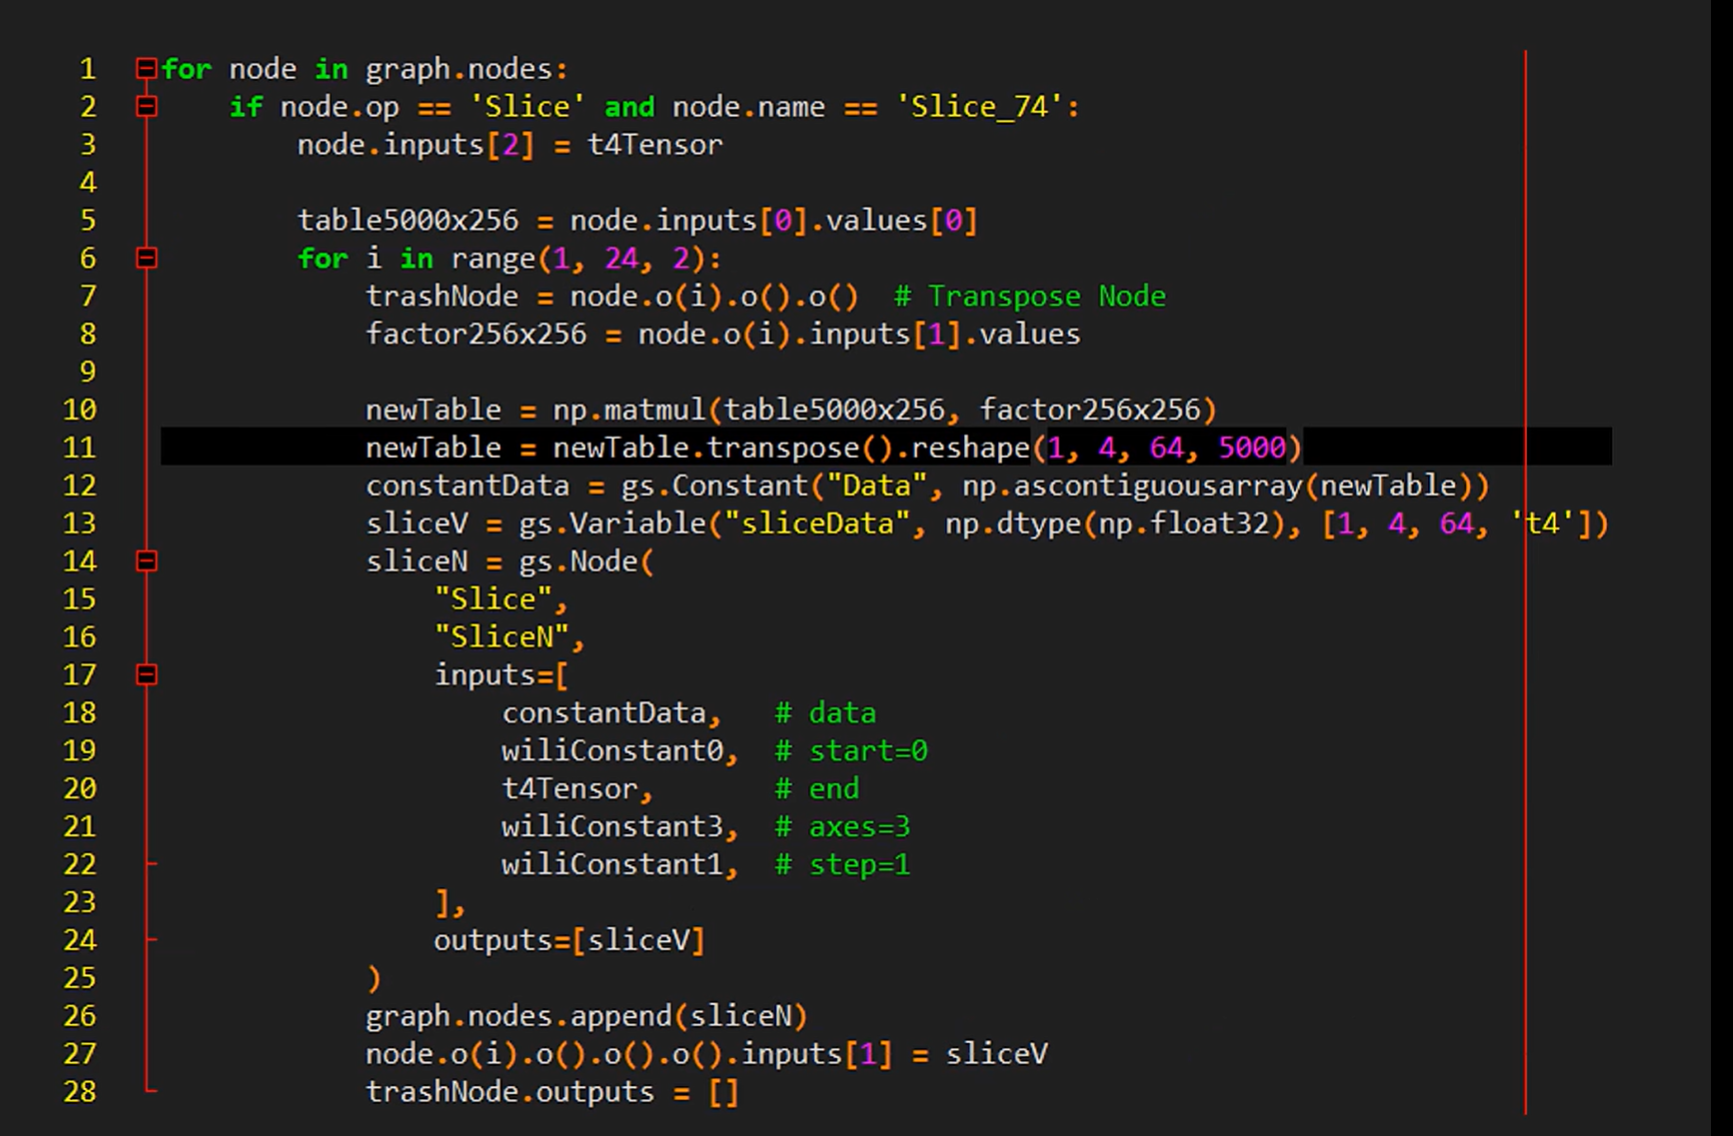 1 for node in graph.nodes:
2 if node.op == 'Slice' and node.name == 'Slice_74':
3 node.inputs[2] = t4Tensor
4
5 table5000x256 = node.inputs[0].values[0]
6 for i in range(1, 24, 2):
7 trashNode = node.o(i).o().o()  # Transpose Node
8 factor256x256 = node.o(i).inputs[1].values
9
10 newTable = np.matmul(table5000x256, factor256x256)
11 newTable = newTable.transpose().reshape(1, 4, 64, 5000)
12 constantData = gs.Constant("Data", np.ascontiguousarray(newTable))
13 sliceV = gs.Variable("sliceData", np.dtype(np.float32), [1, 4, 64, 't4'])
14 sliceN = gs.Node(
15 "Slice",
16 "SliceN",
17 inputs=[
18 constantData,   # data
19 wiliConstant0,  # start=0
20 t4Tensor,       # end
21 wiliConstant3,  # axes=3
22 wiliConstant1,  # step=1
23 ],
24 outputs=[sliceV]
25 )
26 graph.nodes.append(sliceN)
27 node.o(i).o().o().o().inputs[1] = sliceV
28 trashNode.outputs = []